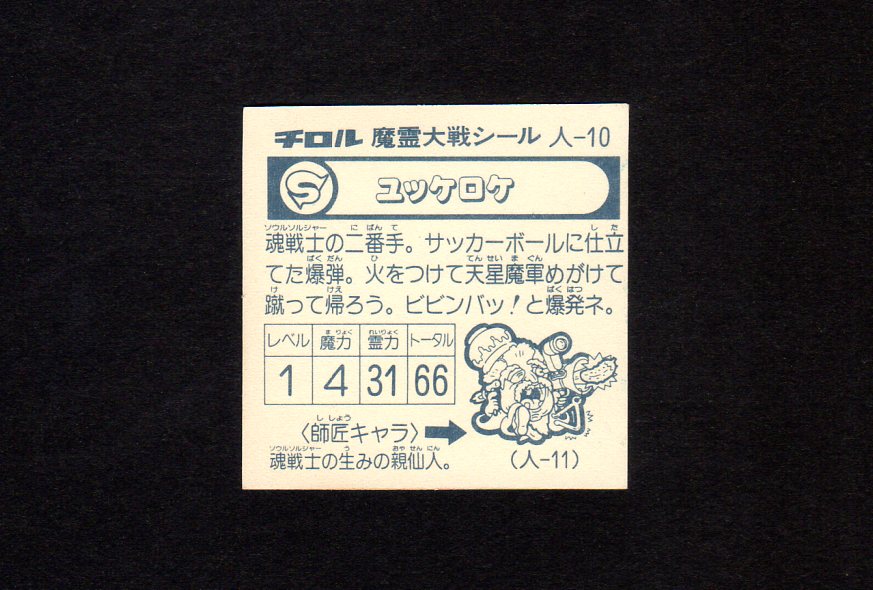 チロル 魔霊大戦シール 人-10
S ユッケロケ
ソウルソルジャー に ばん て し た
魂戦士の二番手。サッカーボールに仕立
ばく だん ひ てん せい ま ぐん
てた爆弾。火をつけて天星魔軍めがけて
け けえ ばく はつ
蹴って帰ろう。ビビンバッ!と爆発ネ。
ま りょく れいりょく
レベル 魔力 霊力 トータル
1 4 31 66
し しょう
〈師匠キャラ〉
ソウルソルジャー う おや せん にん
魂戦士の生みの親仙人。 (人-11)